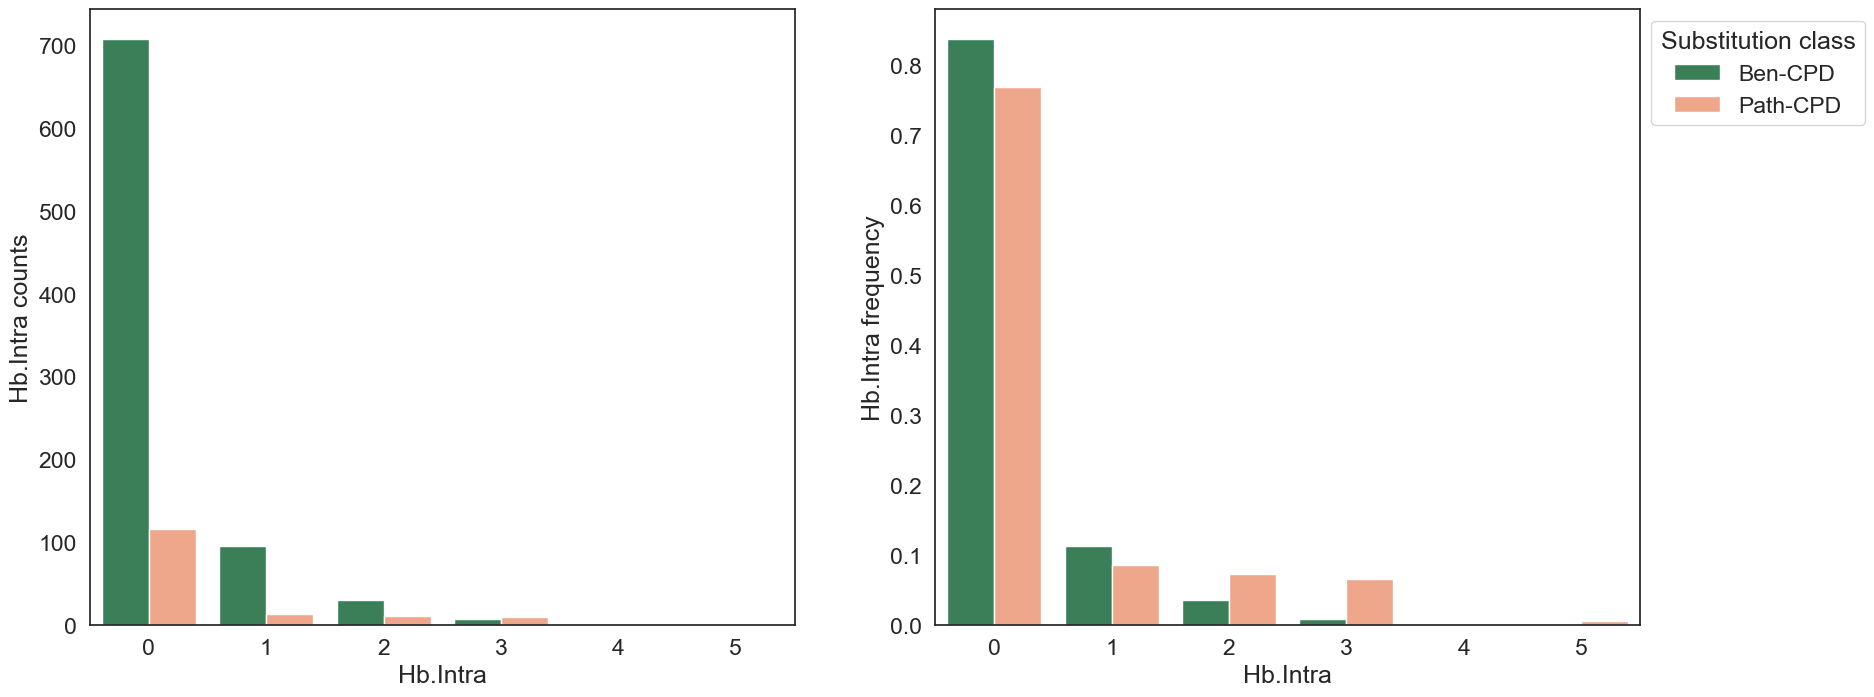 Hb.Intra counts
700
600
500
400
300
200
100
0
0 1 2 3 4 5
Hb.Intra
Hb.Intra frequency
0.8
0.7
0.6
0.5
0.4
0.3
0.2
0.1
0.0
0 1 2 3 4 5
Hb.Intra
Substitution class
Ben-CPD
Path-CPD